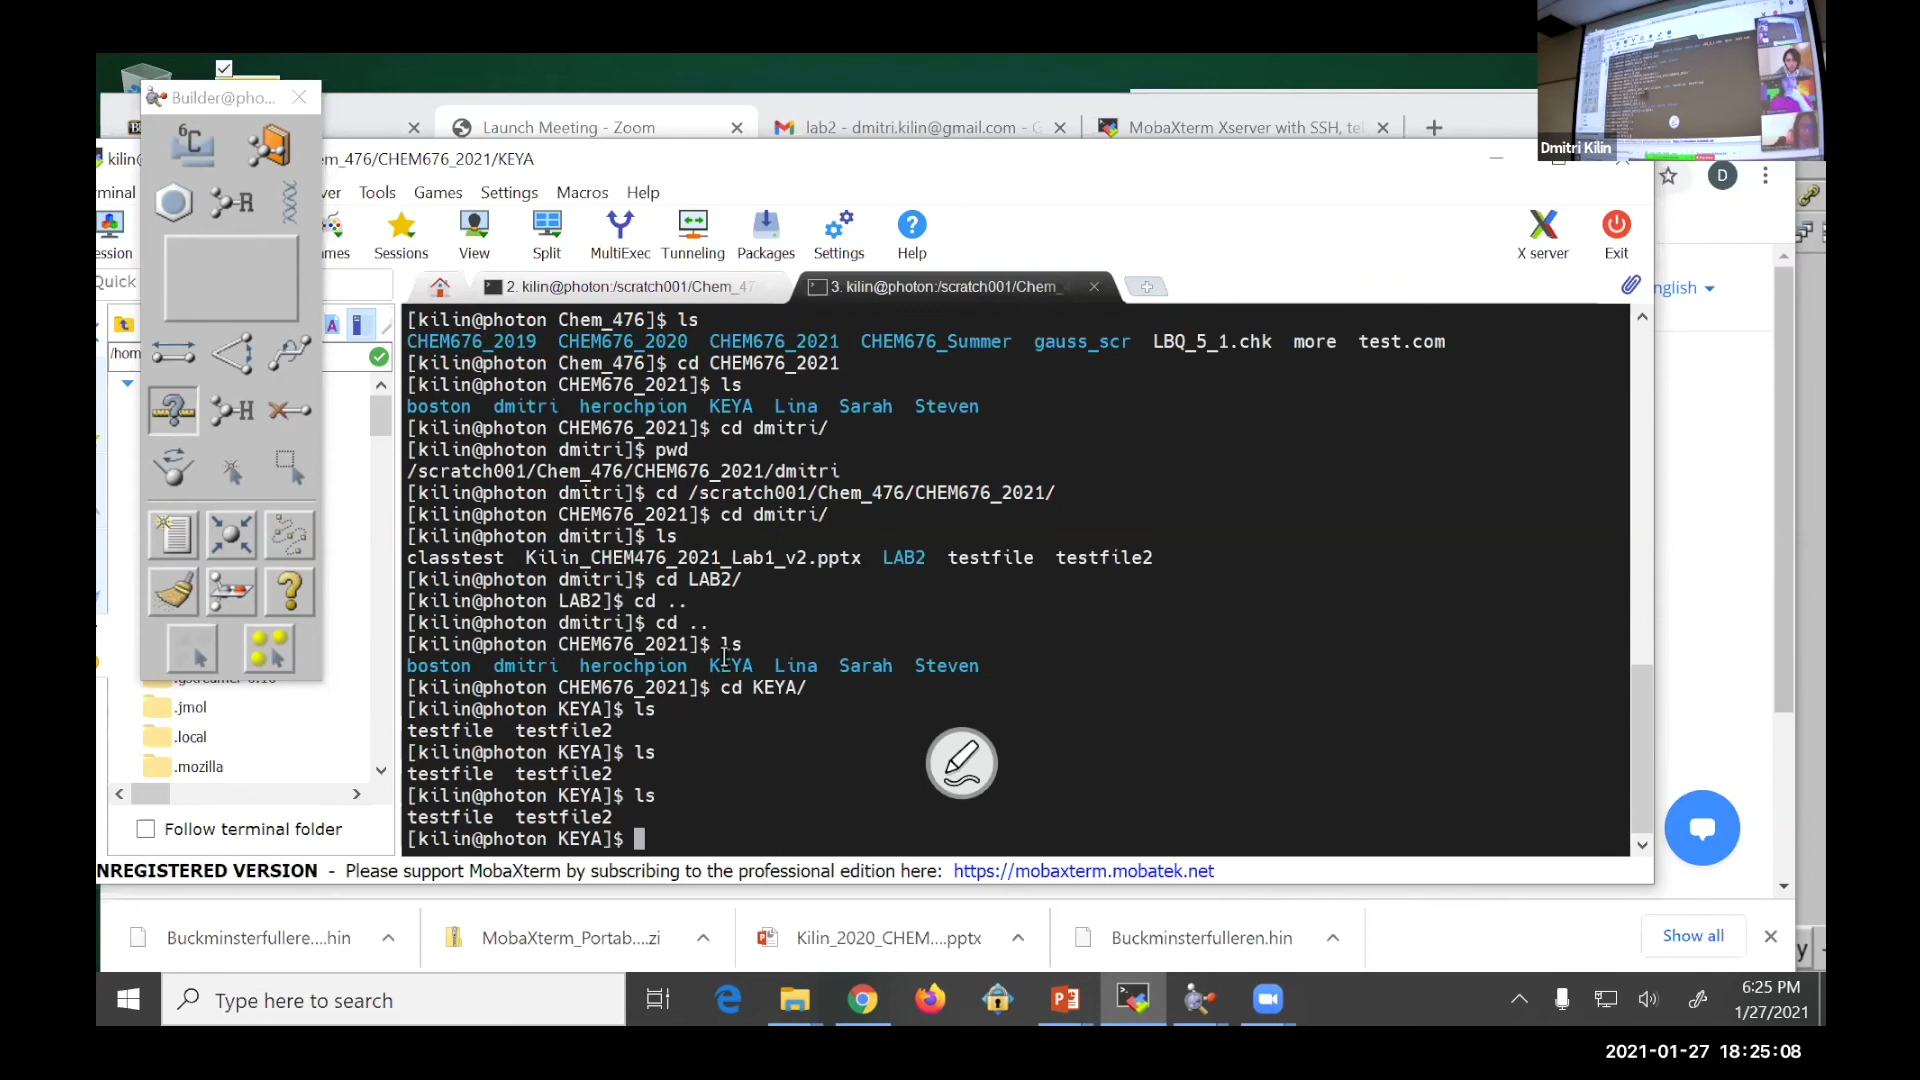 Builder@pho...
6C
R
H
Launch Meeting - Zoom
lab2 - dmitri.kilin@gmail.com - G
MobaXterm Xserver with SSH, tel
Dmitri Kilin
D
kilin@
m_476/CHEM676_2021/KEYA
minal
ver
Tools
Games
Settings
Macros
Help
ession
mes
Sessions
View
Split
MultiExec
Tunneling
Packages
Settings
Help
X server
Exit
Quick
2. kilin@photon:/scratch001/Chem_47
3. kilin@photon:/scratch001/Chem_4
nglish
/hom
[kilin@photon Chem_476]$ ls
CHEM676_2019  CHEM676_2020  CHEM676_2021  CHEM676_Summer  gauss_scr  LBQ_5_1.chk  more  test.com
[kilin@photon Chem_476]$ cd CHEM676_2021
[kilin@photon CHEM676_2021]$ ls
boston  dmitri  herochpion  KEYA  Lina  Sarah  Steven
[kilin@photon CHEM676_2021]$ cd dmitri/
[kilin@photon dmitri]$ pwd
/scratch001/Chem_476/CHEM676_2021/dmitri
[kilin@photon dmitri]$ cd /scratch001/Chem_476/CHEM676_2021/
[kilin@photon CHEM676_2021]$ cd dmitri/
[kilin@photon dmitri]$ ls
classtest  Kilin_CHEM476_2021_Lab1_v2.pptx  LAB2  testfile  testfile2
[kilin@photon dmitri]$ cd LAB2/
[kilin@photon LAB2]$ cd ..
[kilin@photon dmitri]$ cd ..
[kilin@photon CHEM676_2021]$ ls
boston  dmitri  herochpion  KEYA  Lina  Sarah  Steven
[kilin@photon CHEM676_2021]$ cd KEYA/
[kilin@photon KEYA]$ ls
testfile  testfile2
[kilin@photon KEYA]$ ls
testfile  testfile2
[kilin@photon KEYA]$ ls
testfile  testfile2
[kilin@photon KEYA]$
.jmol
.local
.mozilla
Follow terminal folder
NREGISTERED VERSION  -  Please support MobaXterm by subscribing to the professional edition here:  https://mobaxterm.mobatek.net
Buckminsterfullere....hin
MobaXterm_Portab....zi
Kilin_2020_CHEM....pptx
Buckminsterfulleren.hin
Show all
Type here to search
6:25 PM
1/27/2021
2021-01-27  18:25:08